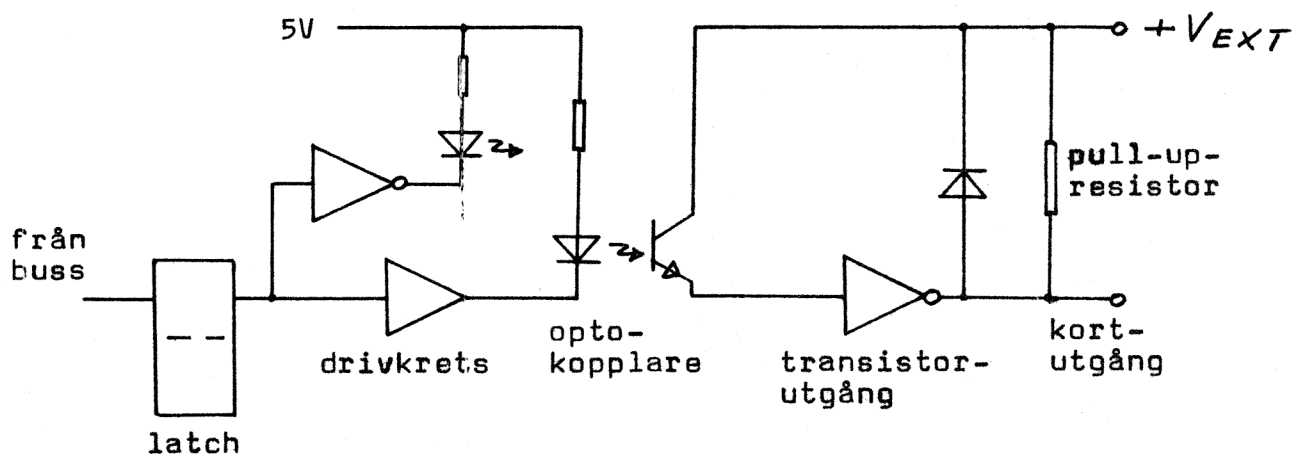 5V
+VEXT
pull-up-
resistor
från
buss
opto-
kopplare
drivkrets
transistor-
utgång
kort-
utgång
latch